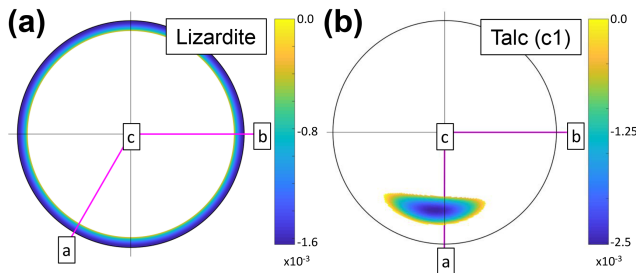 (a)
Lizardite
c
b
a
0.0
-0.8
-1.6
x10⁻³
(b)
Talc (c1)
c
b
a
0.0
-1.25
-2.5
x10⁻³